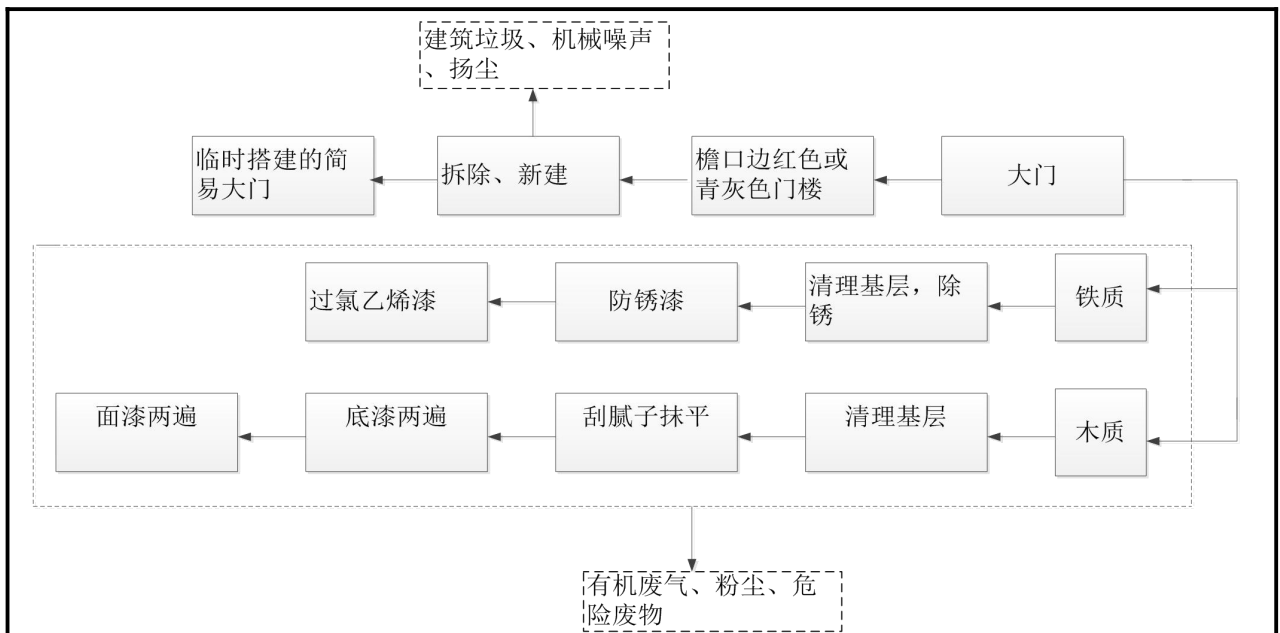 建筑垃圾、机械噪声
、扬尘
临时搭建的简
易大门
拆除、新建
檐口边红色或
青灰色门楼
大门
过氯乙烯漆
防锈漆
清理基层，除
锈
铁质
面漆两遍
底漆两遍
刮腻子抹平
清理基层
木质
有机废气、粉尘、危
险废物